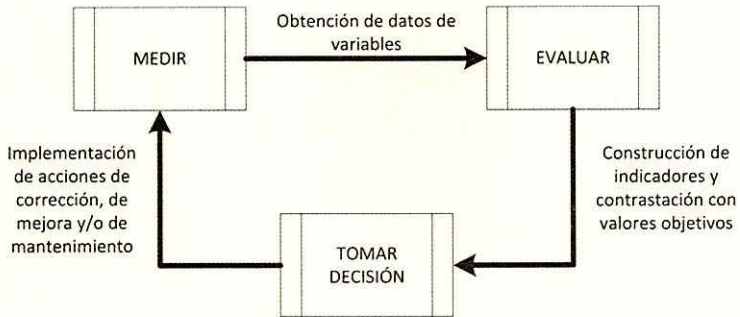 Obtención de datos de
variables
MEDIR
EVALUAR
Implementación
de acciones de
corrección, de
mejora y/o de
mantenimiento
Construcción de
indicadores y
contrastación con
valores objetivos
TOMAR
DECISIÓN